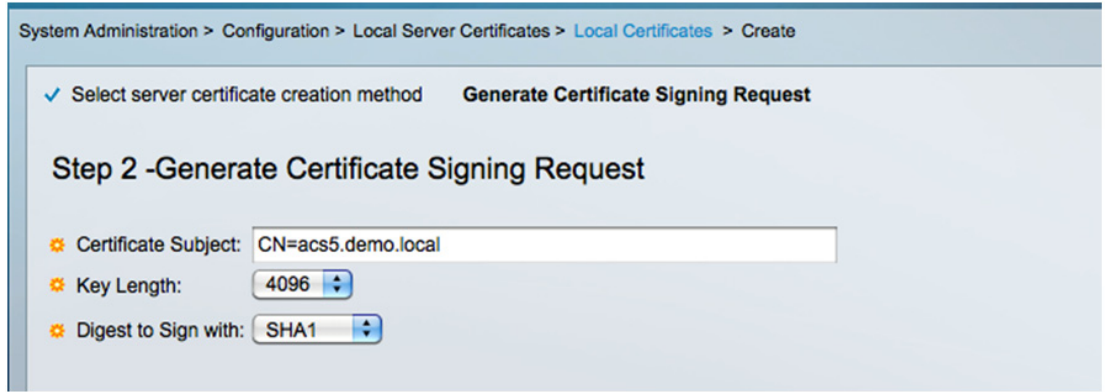 System Administration > Configuration > Local Server Certificates > Local Certificates > Create
Select server certificate creation method Generate Certificate Signing Request
Step 2 -Generate Certificate Signing Request
Certificate Subject: CN=acs5.demo.local
Key Length: 4096
Digest to Sign with: SHA1